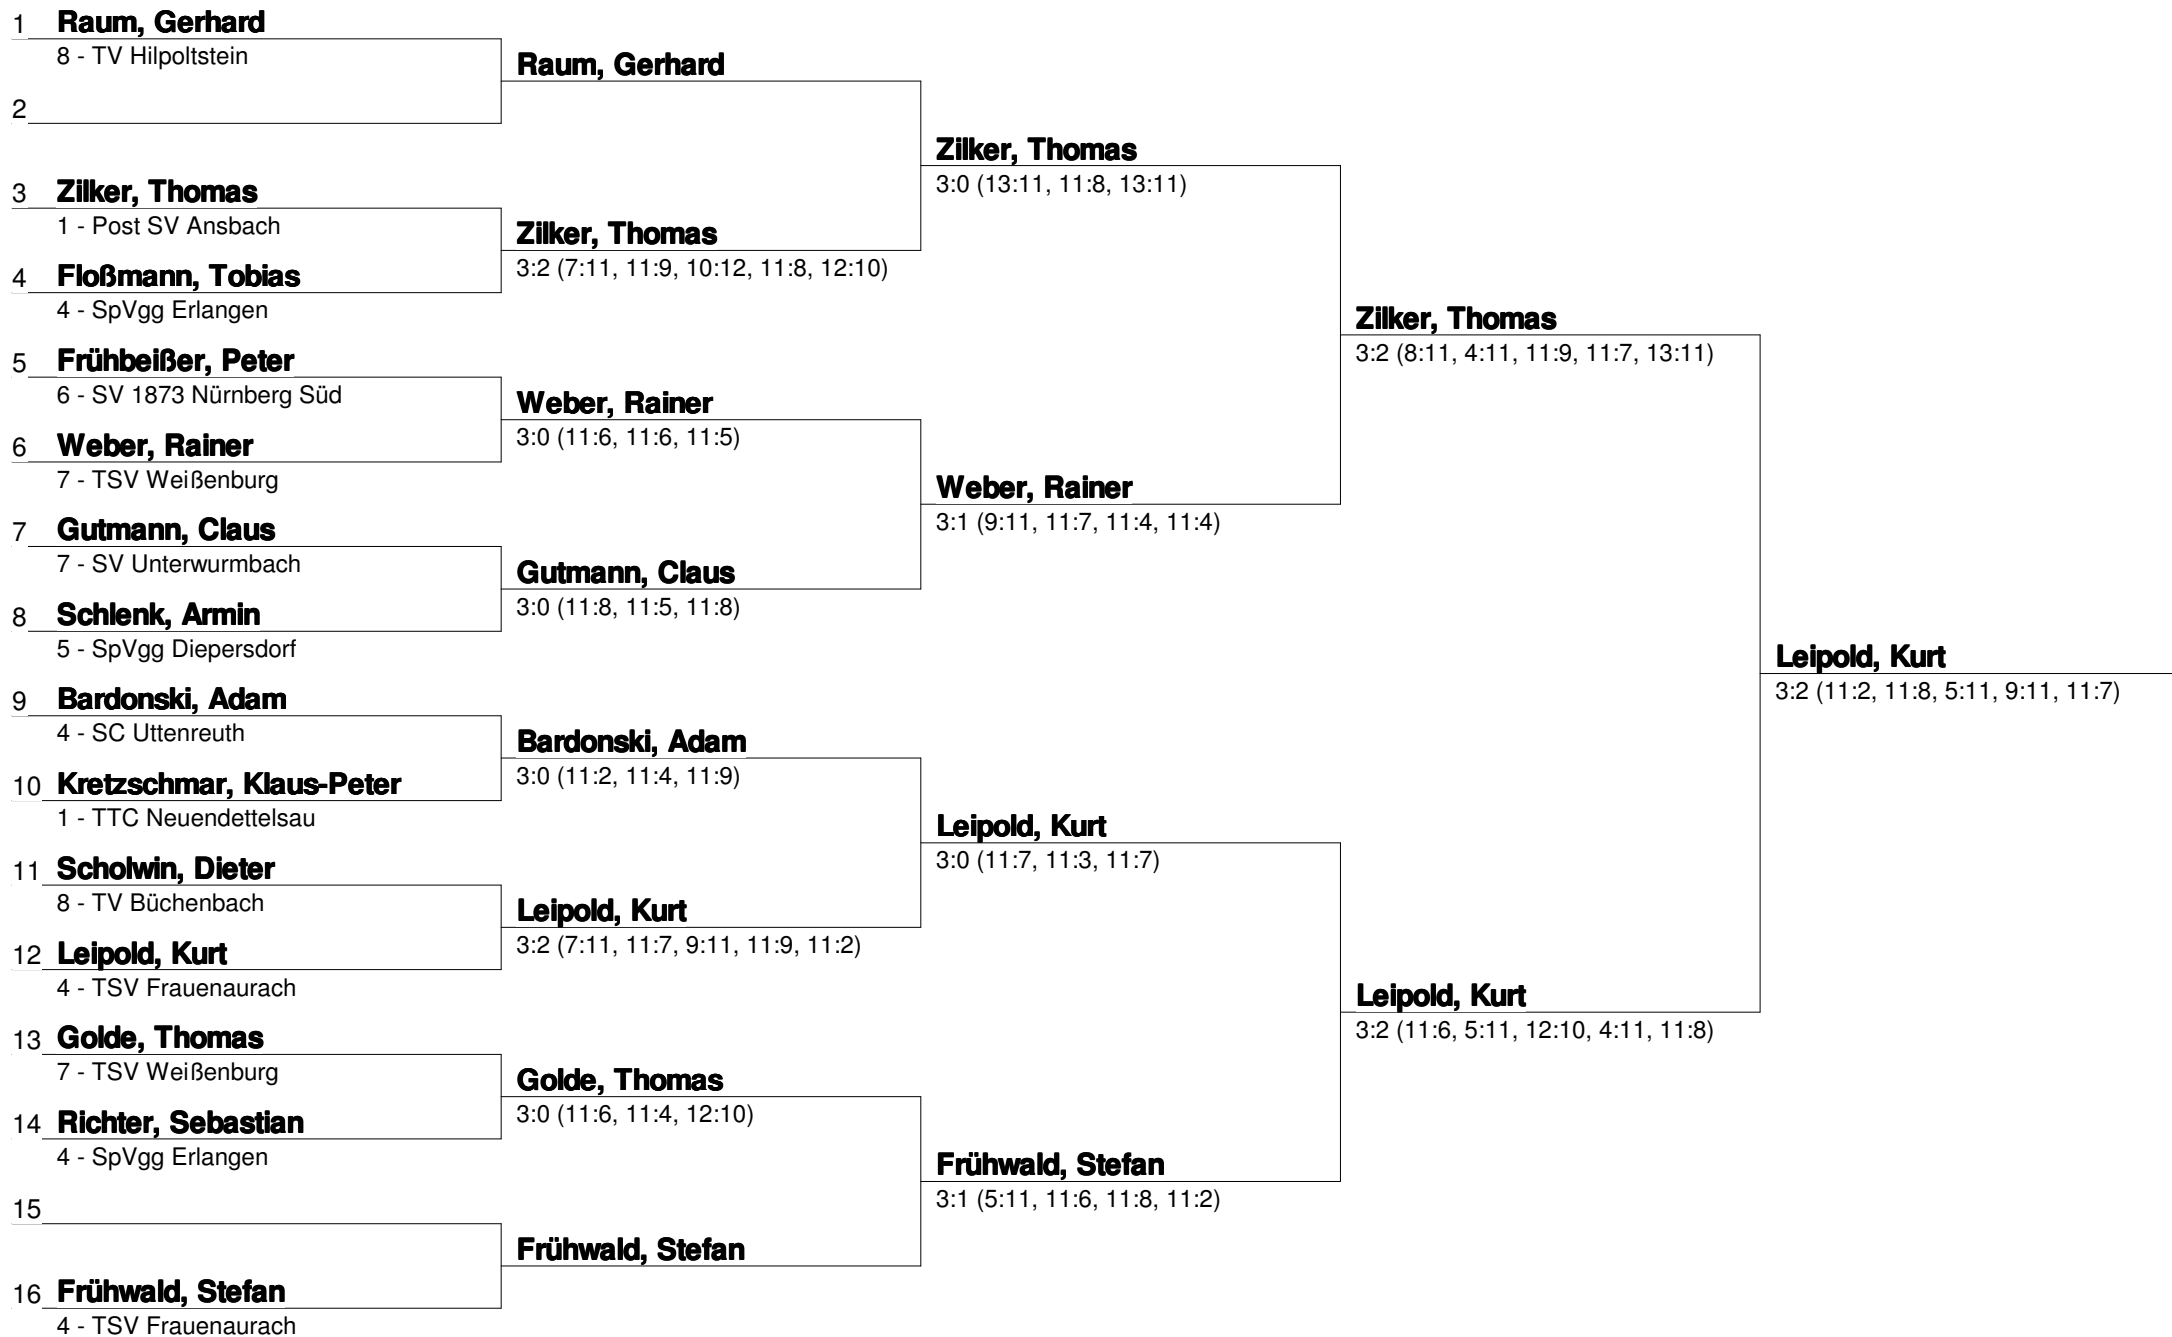 1 Raum, Gerhard
8 - TV Hilpoltstein
Raum, Gerhard
2
Zilker, Thomas
3:0 (13:11, 11:8, 13:11)
3 Zilker, Thomas
1 - Post SV Ansbach
Zilker, Thomas
3:2 (7:11, 11:9, 10:12, 11:8, 12:10)
4 Floßmann, Tobias
4 - SpVgg Erlangen
Zilker, Thomas
3:2 (8:11, 4:11, 11:9, 11:7, 13:11)
5 Frühbeißer, Peter
6 - SV 1873 Nürnberg Süd
Weber, Rainer
3:0 (11:6, 11:6, 11:5)
6 Weber, Rainer
7 - TSV Weißenburg
Weber, Rainer
3:1 (9:11, 11:7, 11:4, 11:4)
7 Gutmann, Claus
7 - SV Unterwurmbach
Gutmann, Claus
3:0 (11:8, 11:5, 11:8)
8 Schlenk, Armin
5 - SpVgg Diepersdorf
Leipold, Kurt
3:2 (11:2, 11:8, 5:11, 9:11, 11:7)
9 Bardonski, Adam
4 - SC Uttenreuth
Bardonski, Adam
3:0 (11:2, 11:4, 11:9)
10 Kretzschmar, Klaus-Peter
1 - TTC Neuendettelsau
Leipold, Kurt
3:0 (11:7, 11:3, 11:7)
11 Scholwin, Dieter
8 - TV Büchenbach
Leipold, Kurt
3:2 (7:11, 11:7, 9:11, 11:9, 11:2)
12 Leipold, Kurt
4 - TSV Frauenaurach
Leipold, Kurt
3:2 (11:6, 5:11, 12:10, 4:11, 11:8)
13 Golde, Thomas
7 - TSV Weißenburg
Golde, Thomas
3:0 (11:6, 11:4, 12:10)
14 Richter, Sebastian
4 - SpVgg Erlangen
Frühwald, Stefan
3:1 (5:11, 11:6, 11:8, 11:2)
15
Frühwald, Stefan
16 Frühwald, Stefan
4 - TSV Frauenaurach